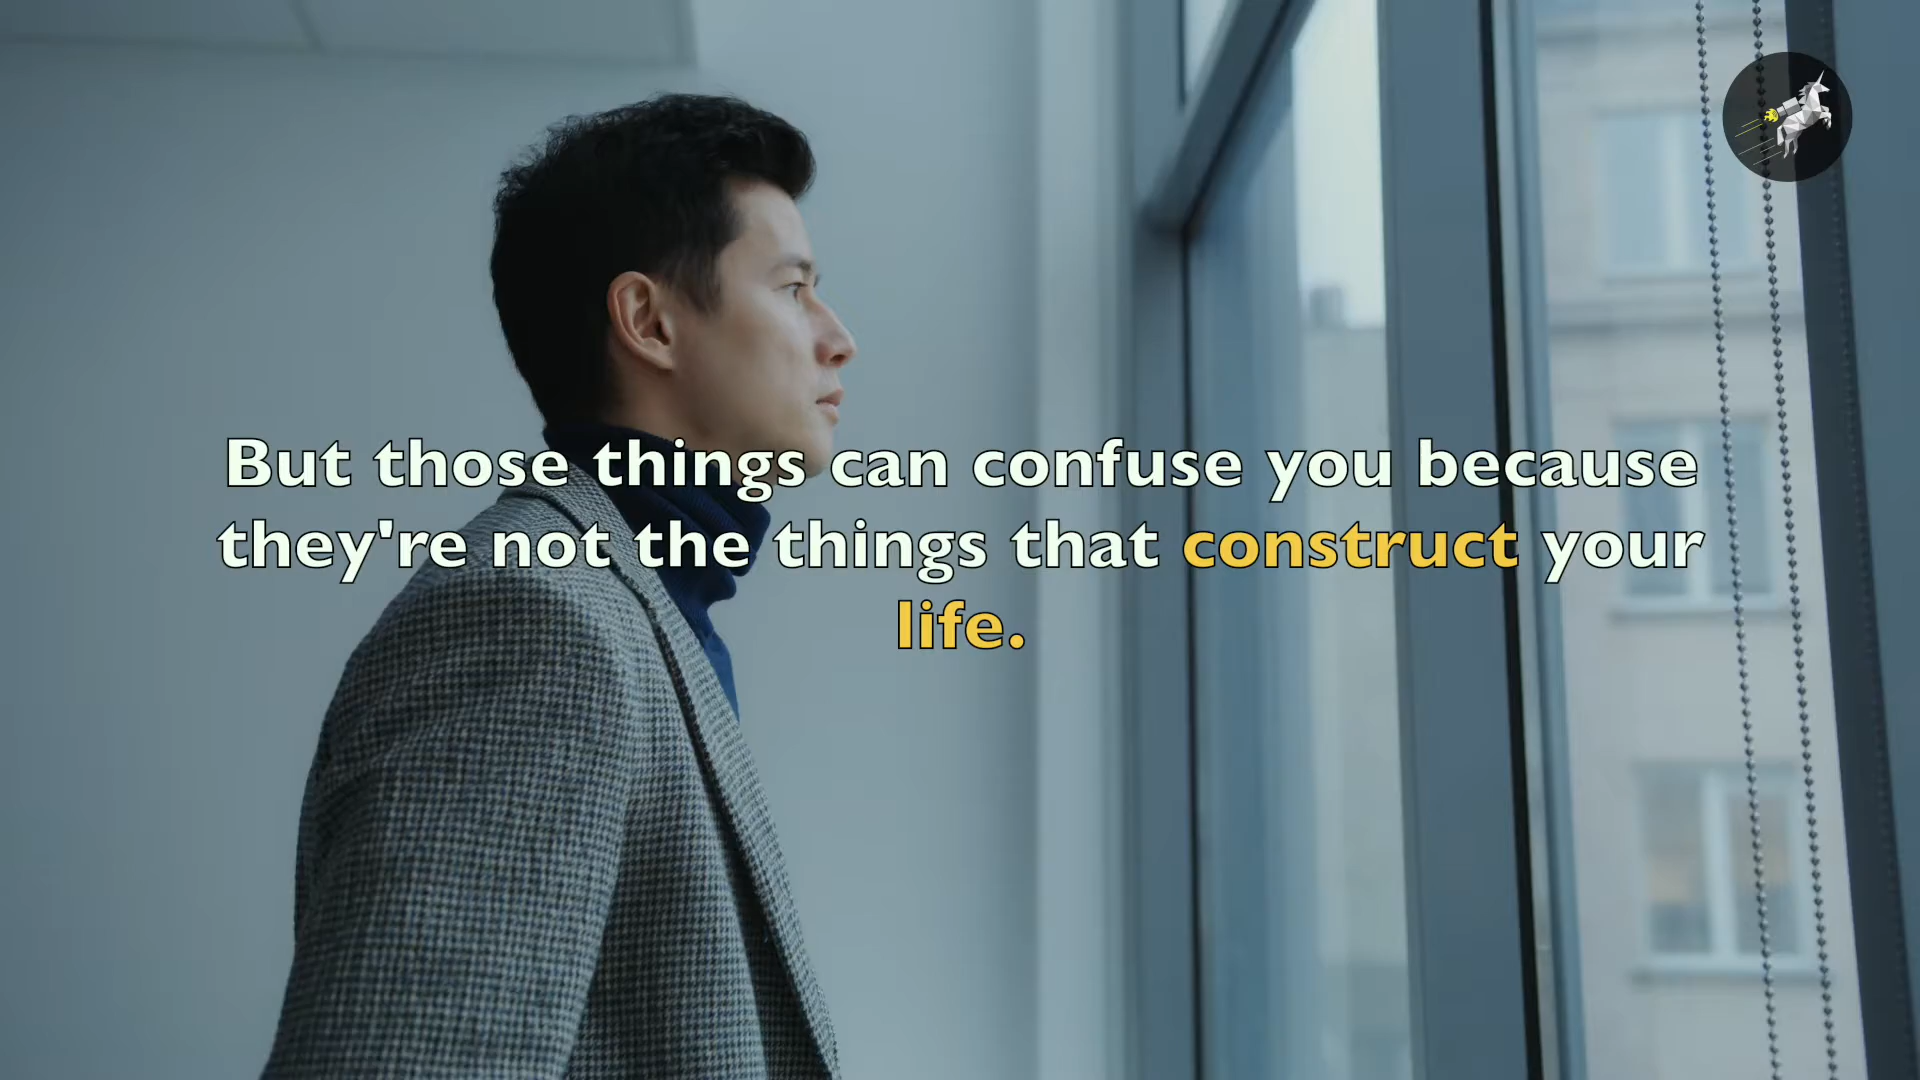 But those things can confuse you because
they're not the things that construct your
life.